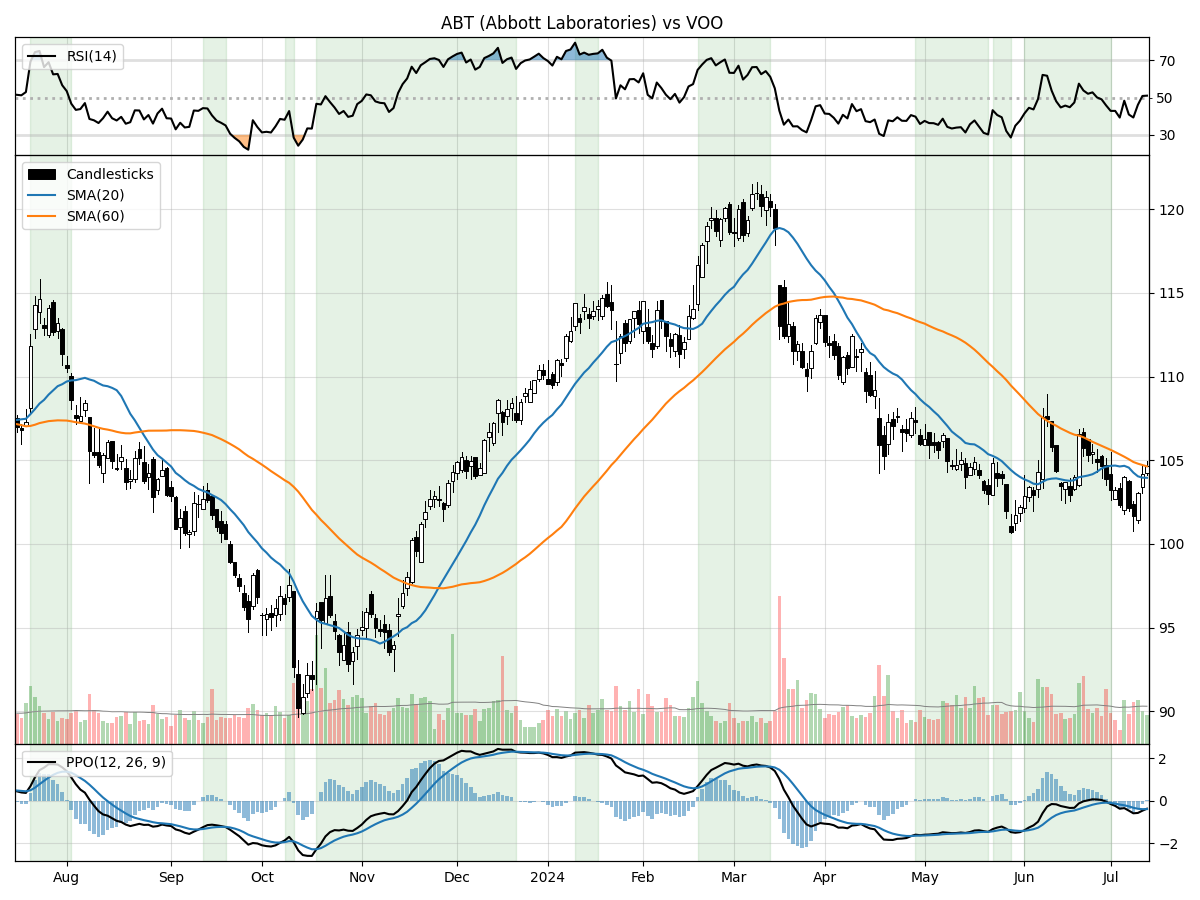 ABT (Abbott Laboratories) vs VOO
RSI(14)
70
50
30
Candlesticks
SMA(20)
SMA(60)
120
115
110
105
100
95
90
PPO(12, 26, 9)
2
0
−2
Aug Sep Oct Nov Dec 2024 Feb Mar Apr May Jun Jul